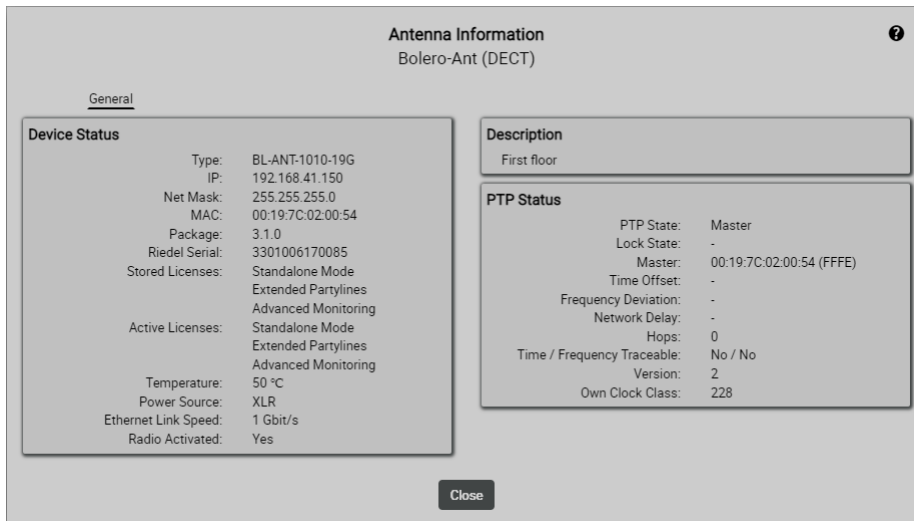 Antenna Information
Bolero-Ant (DECT)
?
General
Device Status
Type: BL-ANT-1010-19G
IP: 192.168.41.150
Net Mask: 255.255.255.0
MAC: 00:19:7C:02:00:54
Package: 3.1.0
Riedel Serial: 3301006170085
Stored Licenses: Standalone Mode
Extended Partylines
Advanced Monitoring
Active Licenses: Standalone Mode
Extended Partylines
Advanced Monitoring
Temperature: 50 °C
Power Source: XLR
Ethernet Link Speed: 1 Gbit/s
Radio Activated: Yes
Description
First floor
PTP Status
PTP State: Master
Lock State: -
Master: 00:19:7C:02:00:54 (FFFE)
Time Offset: -
Frequency Deviation: -
Network Delay: -
Hops: 0
Time / Frequency Traceable: No / No
Version: 2
Own Clock Class: 228
Close